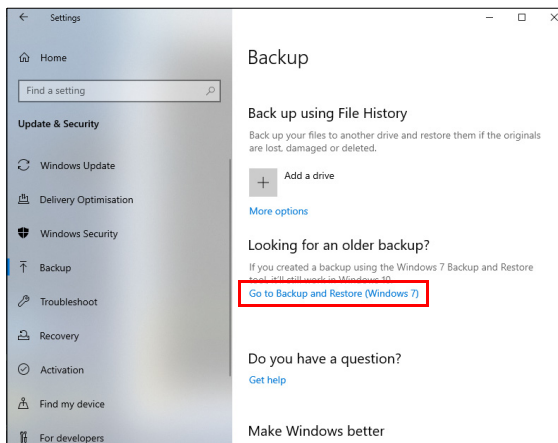 Settings
Home
Find a setting
Update & Security
Windows Update
Delivery Optimisation
Windows Security
Backup
Troubleshoot
Recovery
Activation
Find my device
For developers
Backup
Back up using File History
Back up your files to another drive and restore them if the originals
are lost, damaged or deleted.
Add a drive
More options
Looking for an older backup?
If you created a backup using the Windows 7 Backup and Restore
tool, it'll still work in Windows 10.
Go to Backup and Restore (Windows 7)
Do you have a question?
Get help
Make Windows better